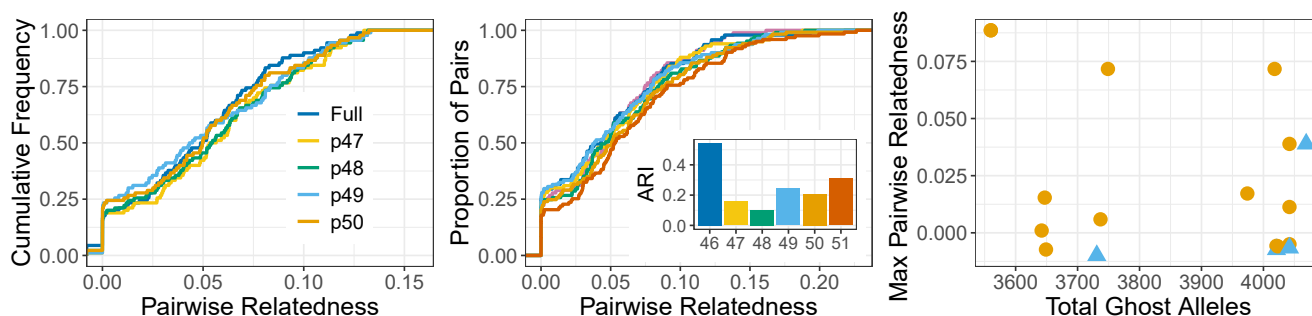 Cumulative Frequency
1.00
0.75
0.50
0.25
0.00
Full
p47
p48
p49
p50
0.00 0.05 0.10 0.15
Pairwise Relatedness
Proportion of Pairs
1.00
0.75
0.50
0.25
0.00
ARI
0.4
0.2
0.0
46 47 48 49 50 51
0.00 0.05 0.10 0.15 0.20
Pairwise Relatedness
Max Pairwise Relatedness
0.075
0.050
0.025
0.000
3600 3700 3800 3900 4000
Total Ghost Alleles